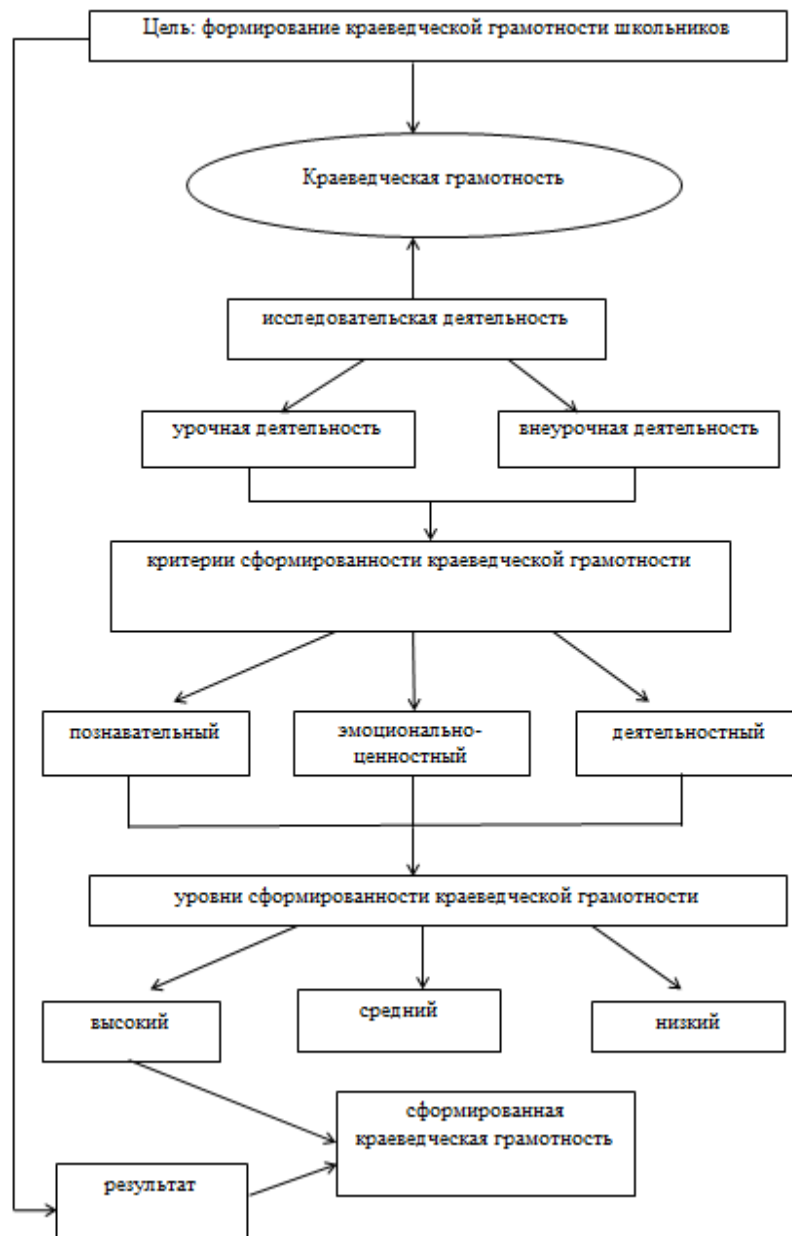 Цель: формирование краеведческой грамотности школьников
Краеведческая грамотность
исследовательская деятельность
урочная деятельность
внеурочная деятельность
критерии сформированности краеведческой грамотности
познавательный
эмоционально-
ценностный
деятельностный
уровни сформированности краеведческой грамотности
высокий
средний
низкий
сформированная
краеведческая грамотность
результат